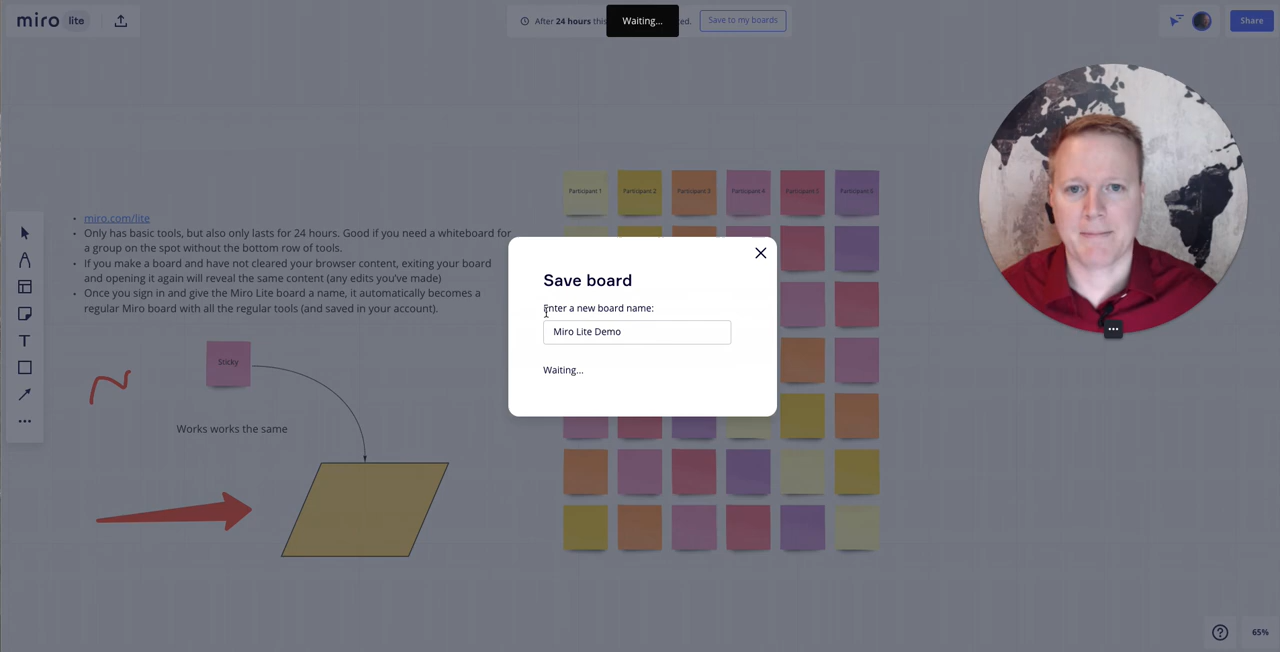 miro lite
After 24 hours this
ed.
Save to my boards
Waiting...
Share
miro.com/lite
Only has basic tools, but also only lasts for 24 hours. Good if you need a whiteboard for
a group on the spot without the bottom row of tools.
If you make a board and have not cleared your browser content, exiting your board
and opening it again will reveal the same content (any edits you've made)
Once you sign in and give the Miro Lite board a name, it automatically becomes a
regular Miro board with all the regular tools (and saved in your account).
Sticky
Works works the same
Participant 1
Participant 2
Participant 3
Participant 4
Participant 5
Participant 6
Save board
Enter a new board name:
Miro Lite Demo
Waiting...
65%